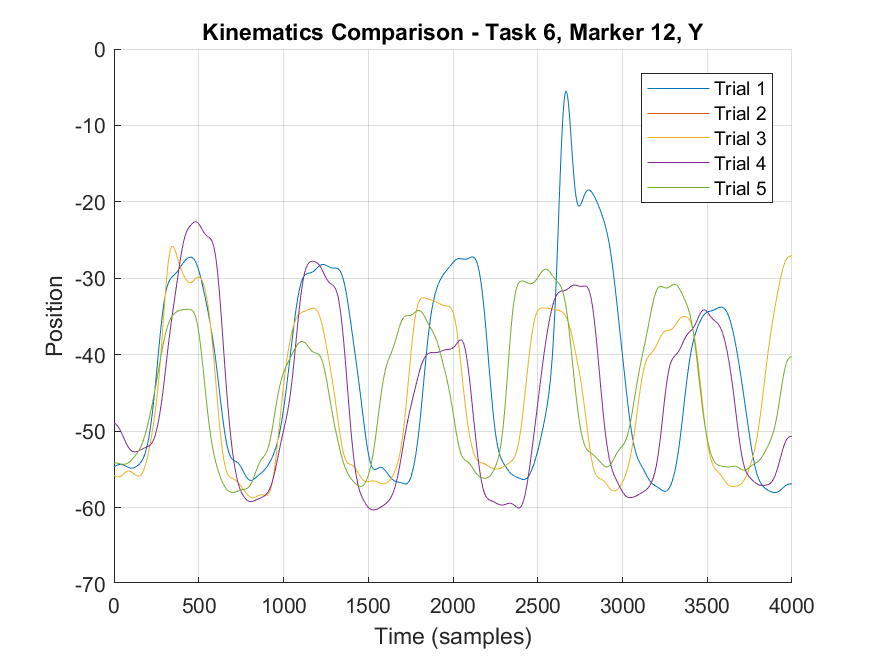 Kinematics Comparison - Task 6, Marker 12, Y
0
-10
-20
-30
-40
-50
-60
-70
Position
0 500 1000 1500 2000 2500 3000 3500 4000
Time (samples)
Trial 1
Trial 2
Trial 3
Trial 4
Trial 5